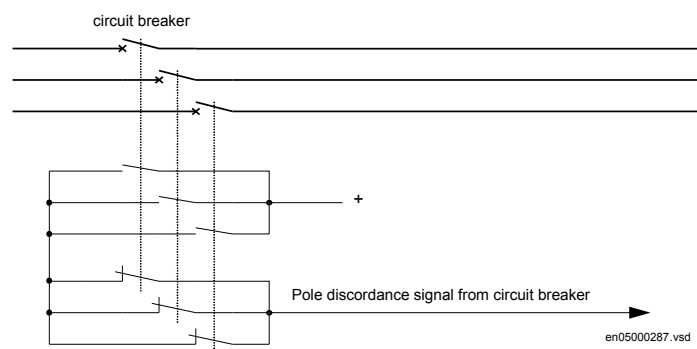 circuit breaker
+
Pole discordance signal from circuit breaker
en05000287.vsd